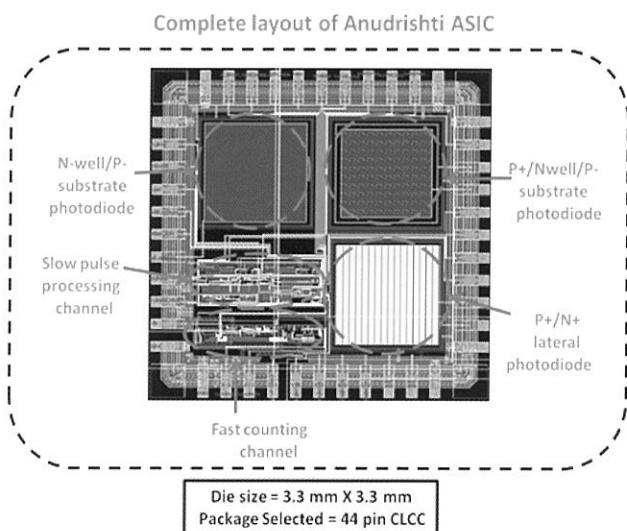 Complete layout of Anudrishti ASIC
N-well/P-
substrate
photodiode
P+/Nwell/P-
substrate
photodiode
Slow pulse
processing
channel
P+/N+
lateral
photodiode
Fast counting
channel
Die size = 3.3 mm X 3.3 mm
Package Selected = 44 pin CLCC